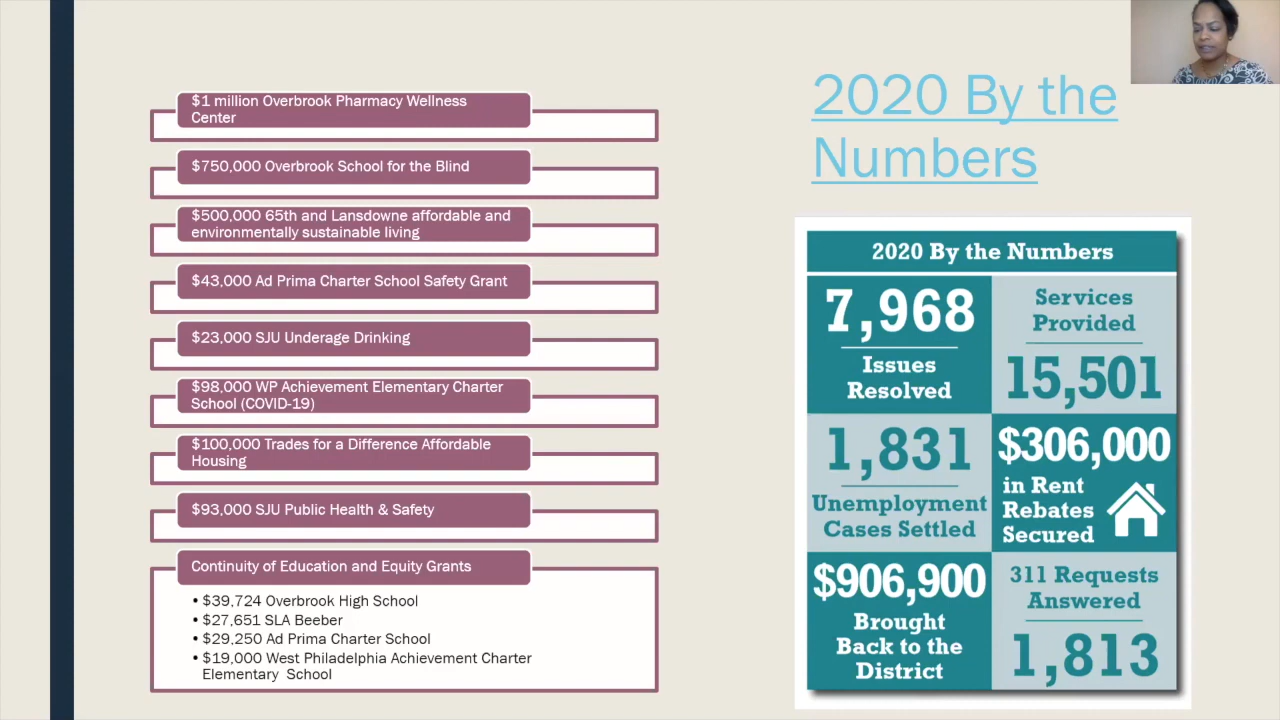 $1 million Overbrook Pharmacy Wellness
Center
$750,000 Overbrook School for the Blind
$500,000 65th and Lansdowne affordable and
environmentally sustainable living
$43,000 Ad Prima Charter School Safety Grant
$23,000 SJU Underage Drinking
$98,000 WP Achievement Elementary Charter
School (COVID-19)
$100,000 Trades for a Difference Affordable
Housing
$93,000 SJU Public Health & Safety
Continuity of Education and Equity Grants
• $39,724 Overbrook High School
• $27,651 SLA Beeber
• $29,250 Ad Prima Charter School
• $19,000 West Philadelphia Achievement Charter
Elementary School
2020 By the
Numbers
2020 By the Numbers
7,968
Issues
Resolved
Services
Provided
15,501
1,831
Unemployment
Cases Settled
$306,000
in Rent
Rebates
Secured
$906,900
Brought
Back to the
District
311 Requests
Answered
1,813